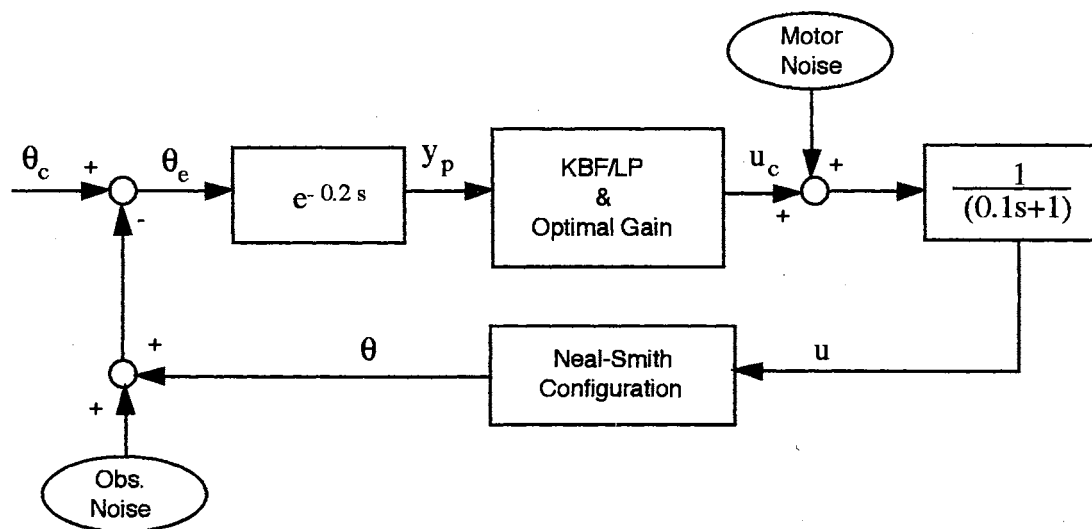 Motor
Noise
θc
+
-
θe
e- 0.2 s
yp
KBF/LP
&
Optimal Gain
uc
+
+
1
(0.1s+1)
+
+
θ
Neal-Smith
Configuration
u
Obs.
Noise